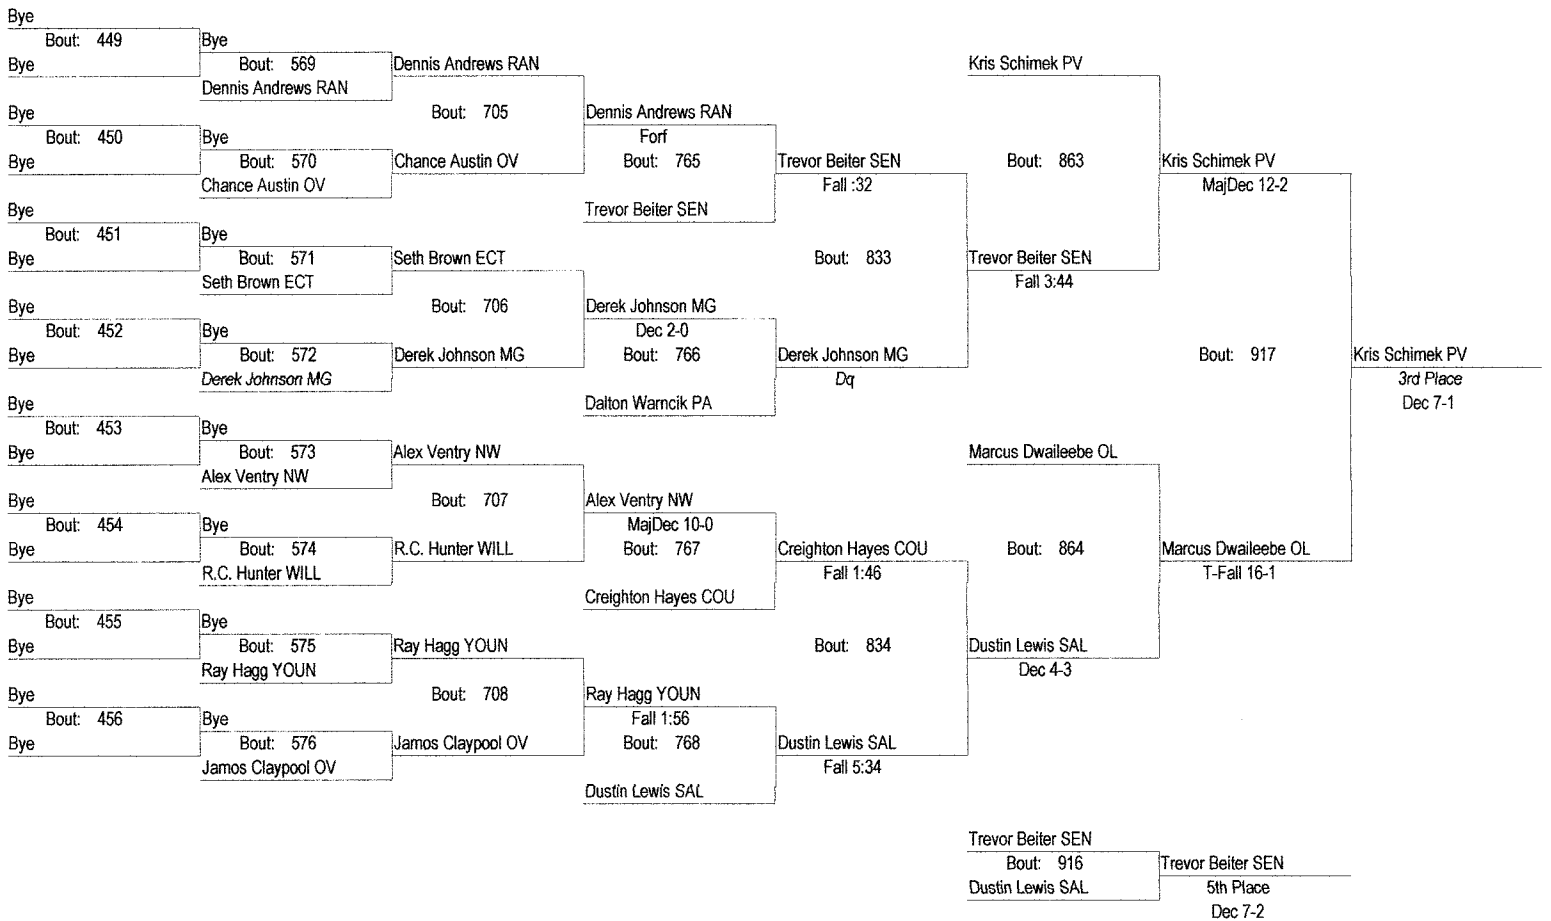 Bye
Bout: 449
Bye
Bye
Bout: 569
Dennis Andrews RAN
Dennis Andrews RAN
Bye
Bout: 450
Bye
Bye
Bout: 570
Chance Austin OV
Bout: 705
Chance Austin OV
Dennis Andrews RAN
Forf
Bout: 765
Trevor Beiter SEN
Trevor Beiter SEN
Fall :32
Bye
Bout: 451
Bye
Bye
Bout: 571
Seth Brown ECT
Seth Brown ECT
Bye
Bout: 452
Bye
Bye
Bout: 572
Derek Johnson MG
Bout: 706
Derek Johnson MG
Derek Johnson MG
Dec 2-0
Bout: 766
Dalton Warncik PA
Bout: 833
Derek Johnson MG
Dq
Kris Schimek PV
Bout: 863
Trevor Beiter SEN
Fall 3:44
Kris Schimek PV
MajDec 12-2
Bye
Bout: 453
Bye
Bye
Bout: 573
Alex Ventry NW
Alex Ventry NW
Bye
Bout: 454
Bye
Bye
Bout: 574
R.C. Hunter WILL
Bout: 707
R.C. Hunter WILL
Alex Ventry NW
MajDec 10-0
Bout: 767
Creighton Hayes COU
Creighton Hayes COU
Fall 1:46
Bye
Bout: 455
Bye
Bye
Bout: 575
Ray Hagg YOUN
Ray Hagg YOUN
Bye
Bout: 456
Bye
Bye
Bout: 576
Jamos Claypool OV
Bout: 708
Jamos Claypool OV
Ray Hagg YOUN
Fall 1:56
Bout: 768
Dustin Lewis SAL
Bout: 834
Dustin Lewis SAL
Fall 5:34
Marcus Dwaileebe OL
Bout: 864
Dustin Lewis SAL
Dec 4-3
Marcus Dwaileebe OL
T-Fall 16-1
Bout: 917
Kris Schimek PV
3rd Place
Dec 7-1
Trevor Beiter SEN
Bout: 916
Dustin Lewis SAL
Trevor Beiter SEN
5th Place
Dec 7-2